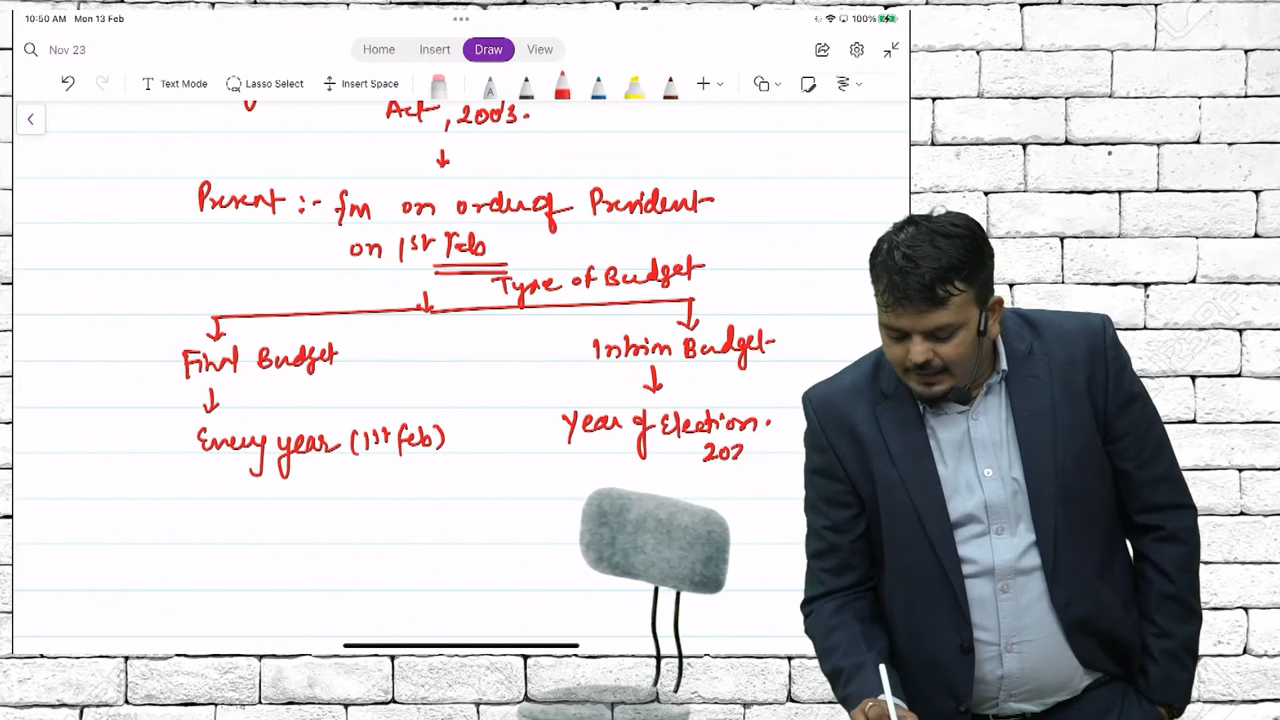 10:50 AM Mon 13 Feb
100%
Nov 23
Home Insert Draw View
Text Mode Lasso Select Insert Space
Act, 2003.
Present :- fm on order of President
on 1st Feb
Type of Budget
Final Budget
Intrim Budget
Every year (1st Feb)
Year of Election.
202